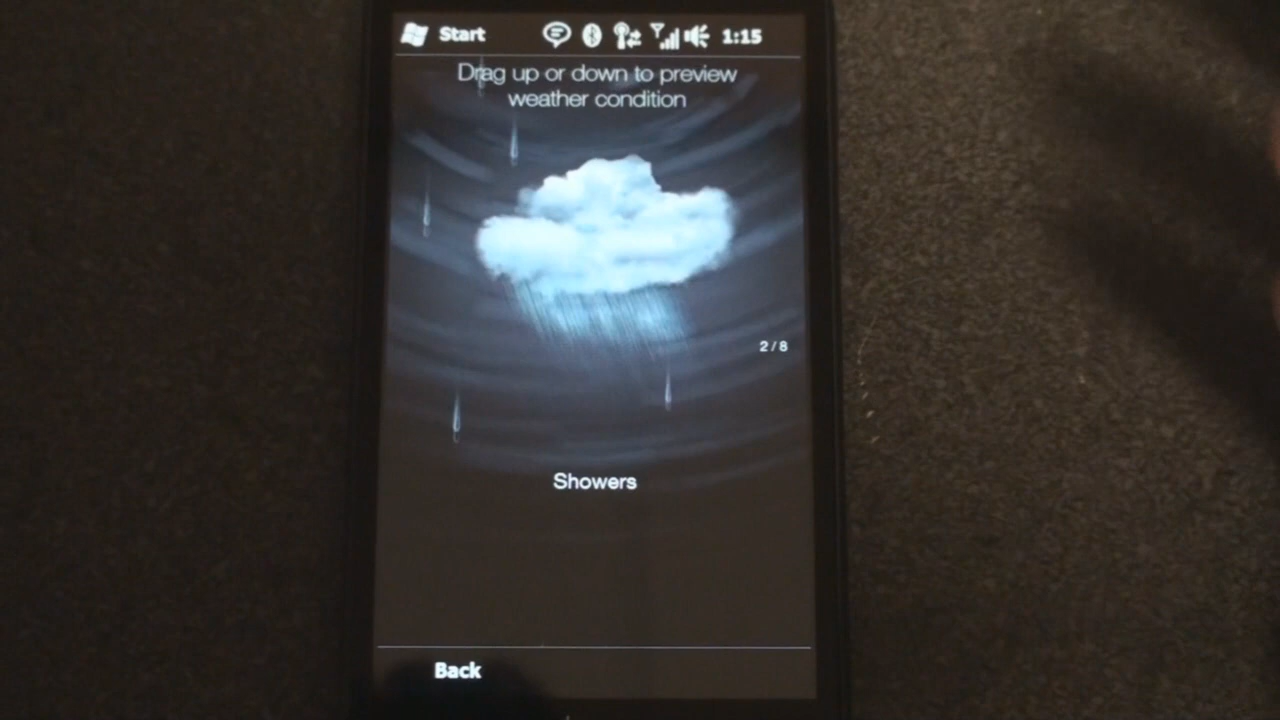 Start 1:15
Drag up or down to preview
weather condition
2/8
Showers
Back